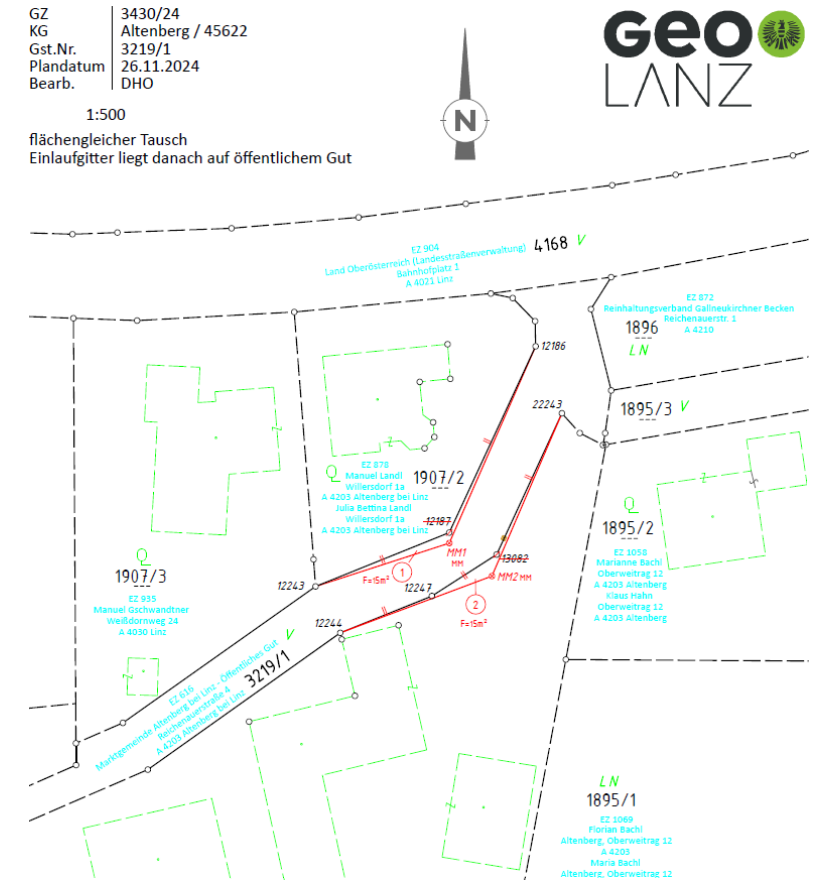 GZ 3430/24
KG Altenberg / 45622
Gst.Nr. 3219/1
Plandatum 26.11.2024
Bearb. DHO
1:500
flächengleicher Tausch
Einlaufgitter liegt danach auf öffentlichem Gut
N
GEO
LANZ
EZ 904
Land Oberösterreich (Landesstraßenverwaltung)
Bahnhofplatz 1
A 4021 Linz
4168 V
EZ 872
Reinhaltungsverband Gallneukirchner Becken
Reichenauerstr. 1
A 4210
1896
LN
12186
22243
1895/3 V
EZ 878
Manuel Landl
Willersdorf 1a
A 4203 Altenberg bei Linz
Julia Bettina Landl
Willersdorf 1a
A 4203 Altenberg bei Linz
1907/2
12187
MM1
MM
13082
MM2 MM
1
F=15m²
2
F=15m²
12243
12247
12244
1907/3
EZ 939
Manuel Gschwandtner
Weißdornweg 24
A 4030 Linz
1895/2
EZ 1058
Marianne Bachl
Oberweitrag 12
A 4203 Altenberg
Klaus Hahn
Oberweitrag 12
A 4203 Altenberg
V
3219/1
EZ 616
Marktgemeinde Altenberg bei Linz - Öffentliches Gut
Reichenauerstraße 4
A 4203 Altenberg bei Linz
LN
1895/1
EZ 1069
Florian Bachl
Altenberg, Oberweitrag 12
A 4203
Maria Bachl
Altenberg, Oberweitrag 12